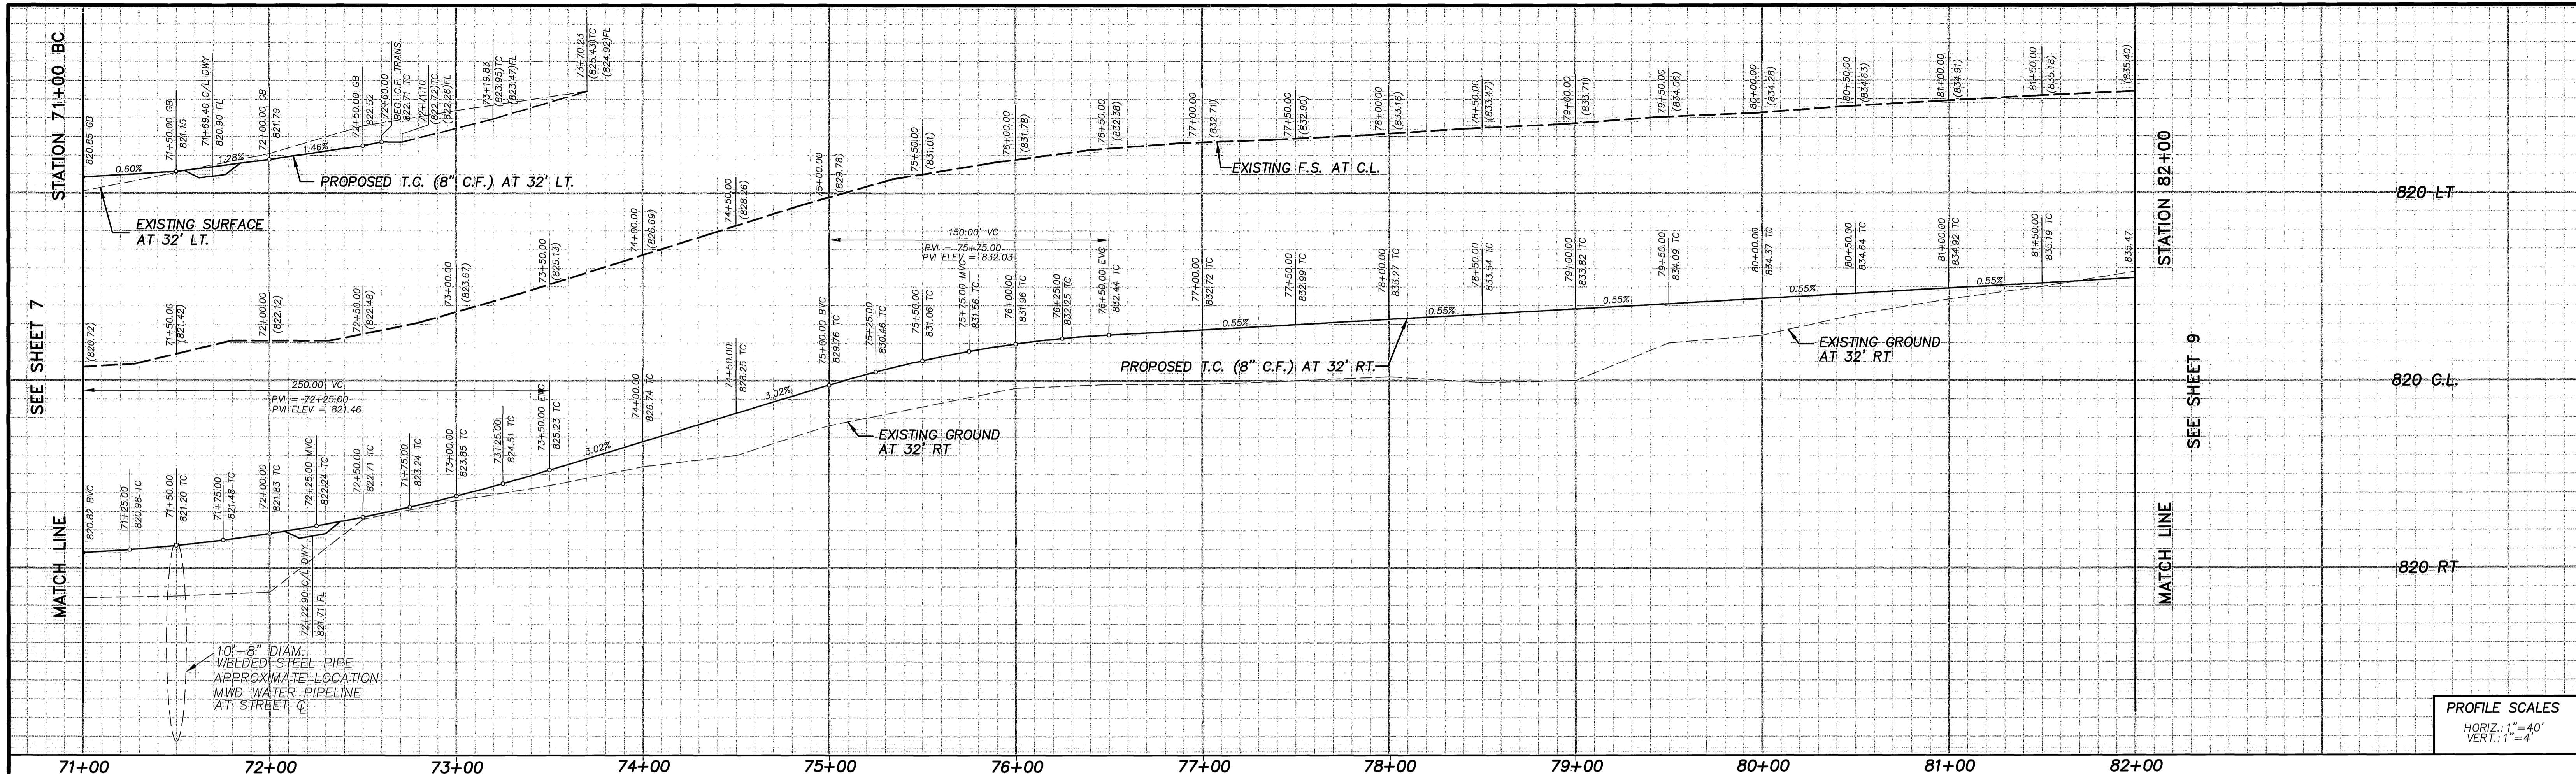 STATION 71+00 BC
SEE SHEET 7
MATCH LINE
820.85 GB
0.60%
71+50.00 GB
821.15
71+69.40 C/L DWY
820.90 FL
1.28%
72+00.00 GB
821.79
1.46%
72+50.00 GB
822.52
72+60.00
BEG. C.F. TRANS.
822.71 TC
72+71.10
(822.72)TC
(822.26)FL
73+19.83
(823.95)TC
(823.47)FL
73+70.23
(825.43)TC
(824.92)FL
PROPOSED T.C. (8" C.F.) AT 32' LT.
EXISTING SURFACE
AT 32' LT.
(820.72)
71+50.00
(821.42)
72+00.00
(822.12)
72+50.00
(822.48)
73+00.00
(823.67)
73+50.00
(825.13)
74+00.00
(826.69)
74+50.00
(828.26)
75+00.00
(829.78)
75+50.00
(831.01)
76+00.00
(831.78)
76+50.00
(832.38)
77+00.00
(832.71)
77+50.00
(832.90)
78+00.00
(833.16)
78+50.00
(833.47)
79+00.00
(833.71)
79+50.00
(834.06)
80+00.00
(834.28)
80+50.00
(834.63)
81+00.00
(834.91)
81+50.00
(835.18)
(835.40)
EXISTING F.S. AT C.L.
250.00' VC
PVI = 72+25.00
PVI ELEV = 821.46
150.00' VC
PVI = 75+75.00
PVI ELEV = 832.03
820.82 BVC
71+25.00
820.98 TC
71+50.00
821.20 TC
71+75.00
821.48 TC
72+00.00
821.83 TC
72+25.00 MVC
822.24 TC
72+50.00
822.71 TC
71+75.00
823.24 TC
73+00.00
823.85 TC
73+25.00
824.51 TC
73+50.00 EVC
825.23 TC
3.02%
74+00.00
826.74 TC
74+50.00
828.25 TC
3.02%
75+00.00 BVC
829.76 TC
75+25.00
830.46 TC
75+50.00
831.06 TC
75+75.00 MVC
831.56 TC
76+00.00
831.96 TC
76+25.00
832.25 TC
76+50.00 EVC
832.44 TC
77+00.00
832.72 TC
0.55%
77+50.00
832.99 TC
78+00.00
833.27 TC
0.55%
78+50.00
833.54 TC
79+00.00
833.82 TC
0.55%
79+50.00
834.09 TC
80+00.00
834.37 TC
0.55%
80+50.00
834.64 TC
81+00.00
834.92 TC
0.55%
81+50.00
835.19 TC
835.47
PROPOSED T.C. (8" C.F.) AT 32' RT.
EXISTING GROUND
AT 32' RT
EXISTING GROUND
AT 32' RT
72+22.90 C/L DWY
821.71 FL
10'-8" DIAM.
WELDED STEEL PIPE
APPROXIMATE LOCATION
MWD WATER PIPELINE
AT STREET ℄
STATION 82+00
SEE SHEET 9
MATCH LINE
820 LT
820 C.L.
820 RT
PROFILE SCALES
HORIZ.: 1"=40'
VERT.: 1"=4'
71+00 72+00 73+00 74+00 75+00 76+00 77+00 78+00 79+00 80+00 81+00 82+00